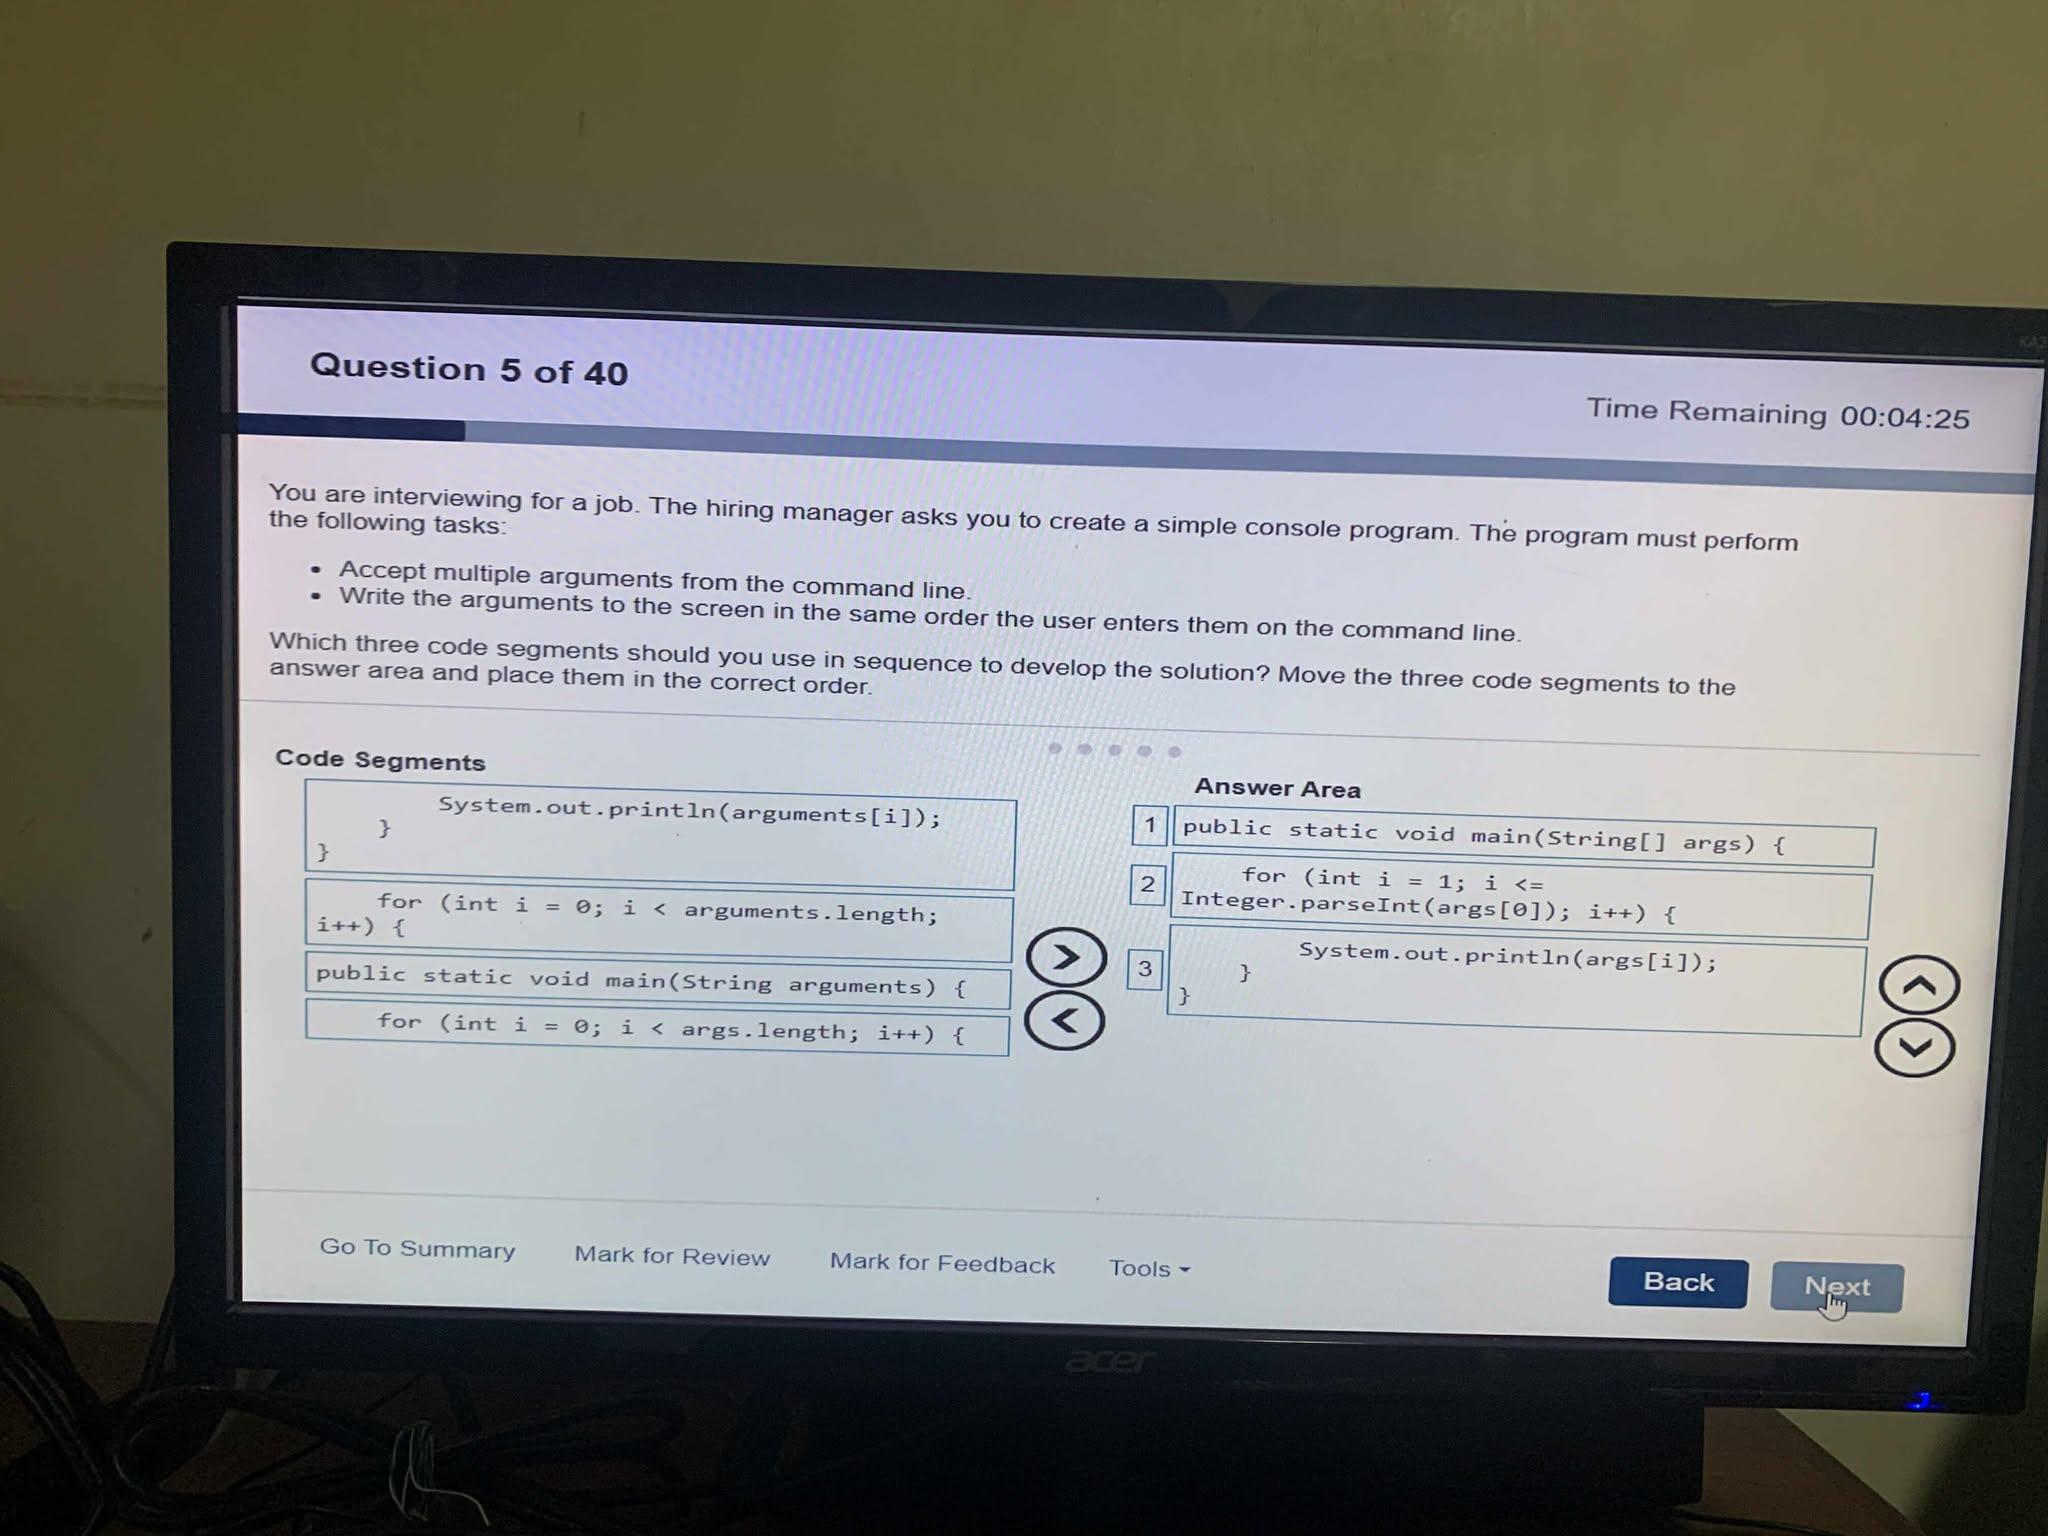 Question 5 of 40
Time Remaining 00:04:25
You are interviewing for a job. The hiring manager asks you to create a simple console program. The program must perform
the following tasks:
• Accept multiple arguments from the command line.
• Write the arguments to the screen in the same order the user enters them on the command line.
Which three code segments should you use in sequence to develop the solution? Move the three code segments to the
answer area and place them in the correct order.
Code Segments
System.out.println(arguments[i]);
}
}
for (int i = 0; i < arguments.length;
i++) {
public static void main(String arguments) {
for (int i = 0; i < args.length; i++) {
Answer Area
1 public static void main(String[] args) {
2 for (int i = 1; i <=
Integer.parseInt(args[0]); i++) {
3 System.out.println(args[i]);
}
}
Go To Summary
Mark for Review
Mark for Feedback
Tools
Back
Next
acer